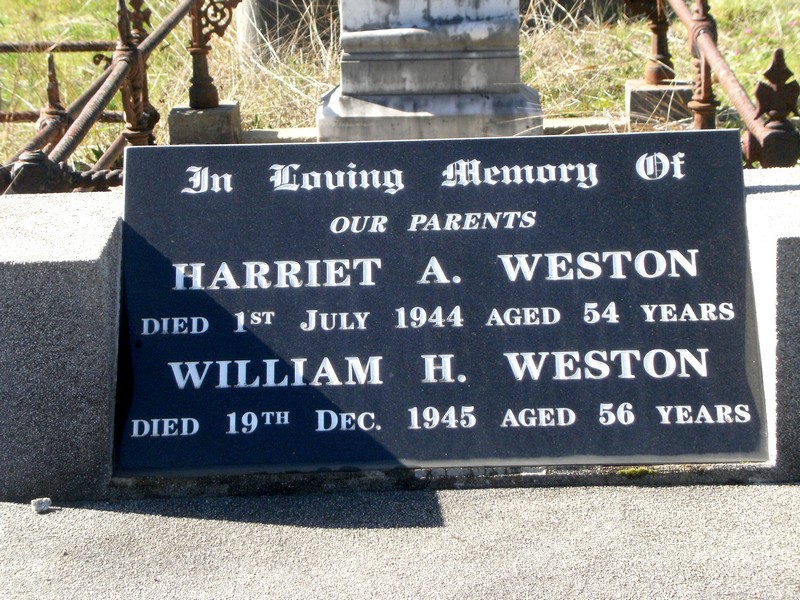 In Loving Memory Of
OUR PARENTS
HARRIET A. WESTON
DIED 1ST JULY 1944 AGED 54 YEARS
WILLIAM H. WESTON
DIED 19TH DEC. 1945 AGED 56 YEARS